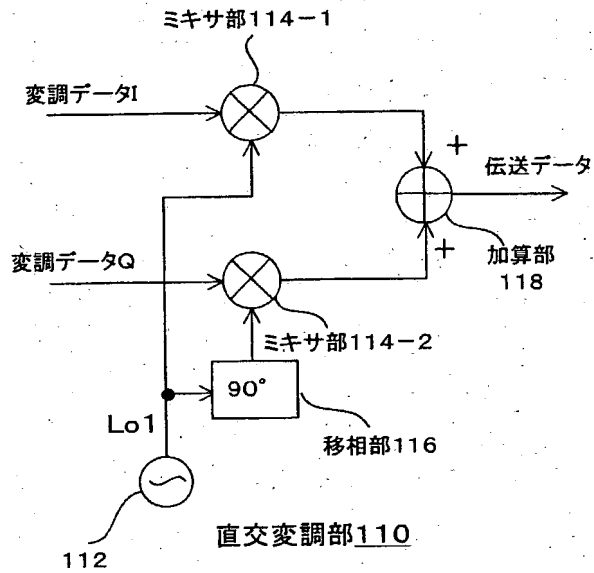 ミキサ部114-1
変調データI
+
伝送データ
変調データQ
+
加算部
118
ミキサ部114-2
90°
Lo1
移相部116
直交変調部110
112